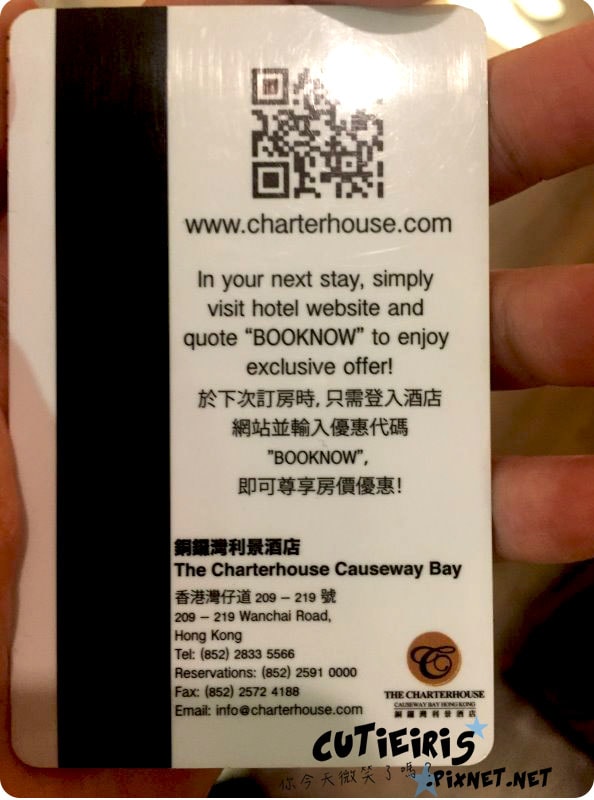 www.charterhouse.com
In your next stay, simply
visit hotel website and
quote “BOOKNOW” to enjoy
exclusive offer!
於下次訂房時, 只需登入酒店
網站並輸入優惠代碼
”BOOKNOW”,
即可尊享房價優惠!
銅鑼灣利景酒店
The Charterhouse Causeway Bay
香港灣仔道 209 – 219 號
209 – 219 Wanchai Road,
Hong Kong
Tel: (852) 2833 5566
Reservations: (852) 2591 0000
Fax: (852) 2572 4188
Email: info@charterhouse.com
THE CHARTERHOUSE
CAUSEWAY BAY HONG KONG
銅鑼灣利景酒店
CUTiEiRiS
你今天微笑了嗎?
PiXNET.NET